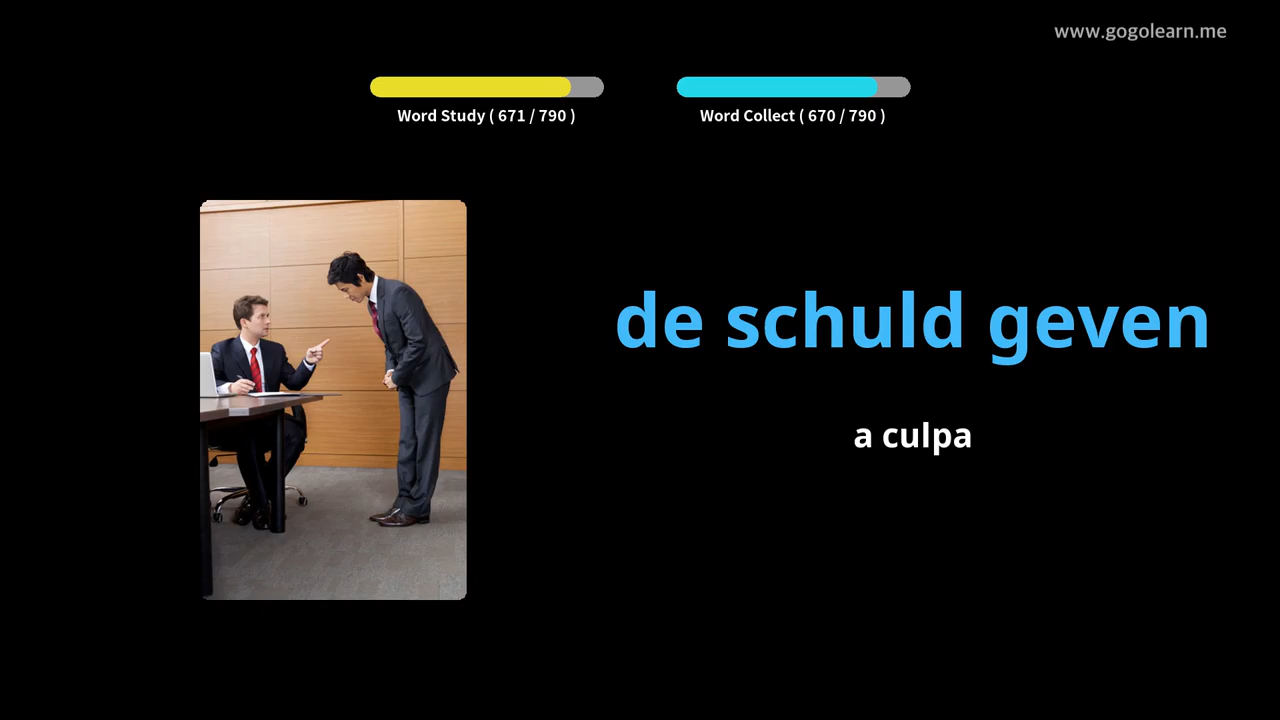 www.gogolearn.me
Word Study ( 671 / 790 )
Word Collect ( 670 / 790 )
de schuld geven
a culpa